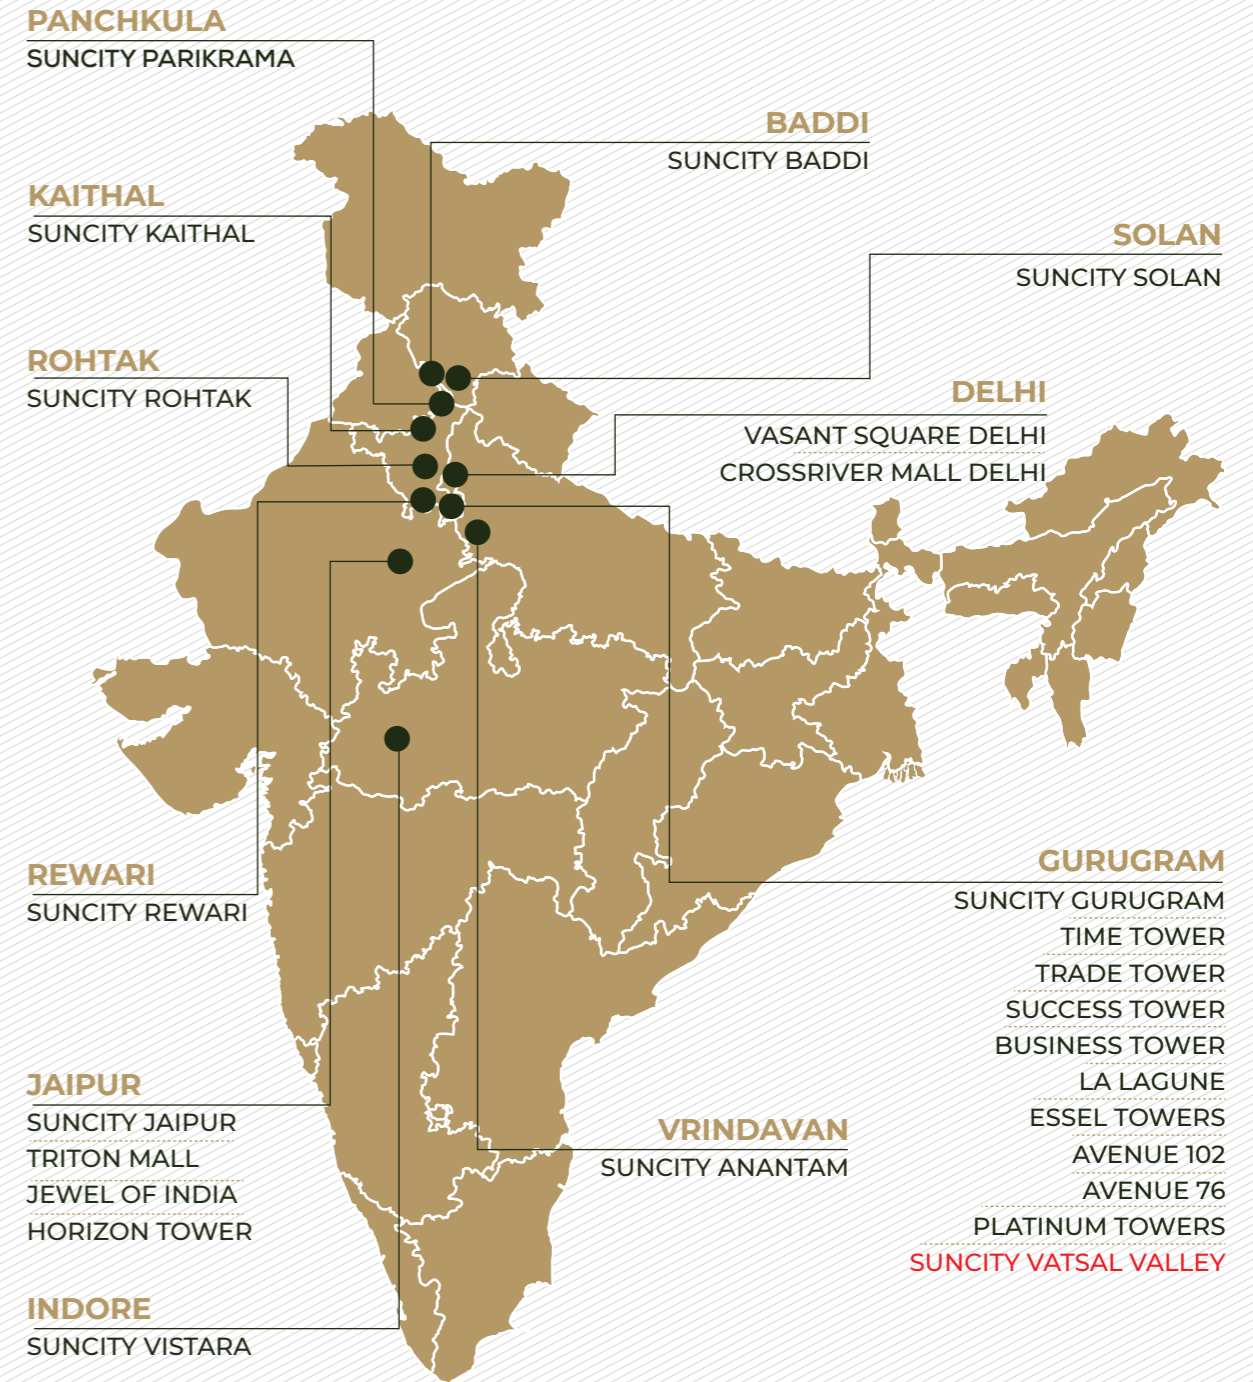 PANCHKULA
SUNCITY PARIKRAMA
BADDI
SUNCITY BADDI
KAITHAL
SUNCITY KAITHAL
SOLAN
SUNCITY SOLAN
ROHTAK
SUNCITY ROHTAK
DELHI
VASANT SQUARE DELHI
CROSSRIVER MALL DELHI
REWARI
SUNCITY REWARI
GURUGRAM
SUNCITY GURUGRAM
TIME TOWER
TRADE TOWER
SUCCESS TOWER
BUSINESS TOWER
LA LAGUNE
ESSEL TOWERS
AVENUE 102
AVENUE 76
PLATINUM TOWERS
SUNCITY VATSAL VALLEY
JAIPUR
SUNCITY JAIPUR
TRITON MALL
JEWEL OF INDIA
HORIZON TOWER
VRINDAVAN
SUNCITY ANANTAM
INDORE
SUNCITY VISTARA